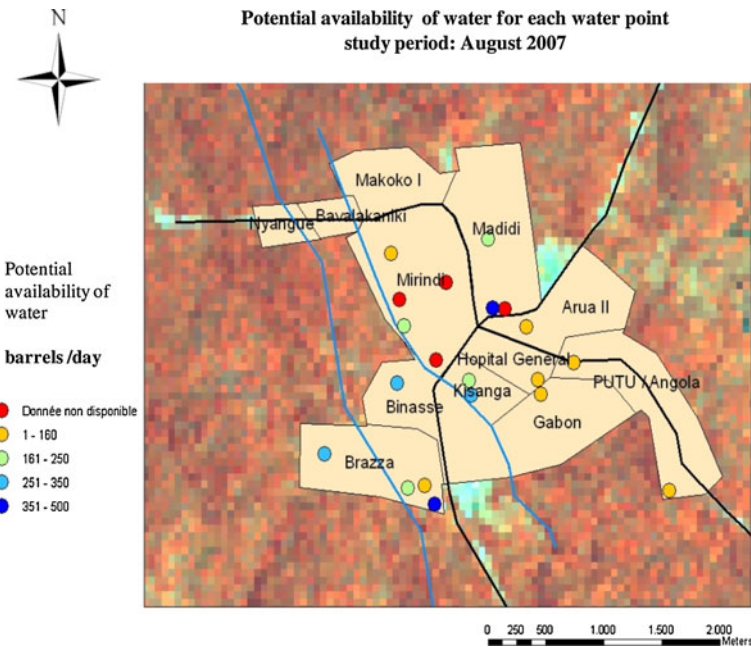 Potential availability of water for each water point
study period: August 2007
N
Makoko I
Bavalakaniki
Nyangue
Madidi
Mirindi
Arua II
Hopital General
Kisanga
PUTU / Angola
Binasse
Gabon
Brazza
Potential
availability of
water
barrels /day
Donnée non disponible
1 - 160
161 - 250
251 - 350
351 - 500
0 250 500 1.000 1.500 2.000
Meters